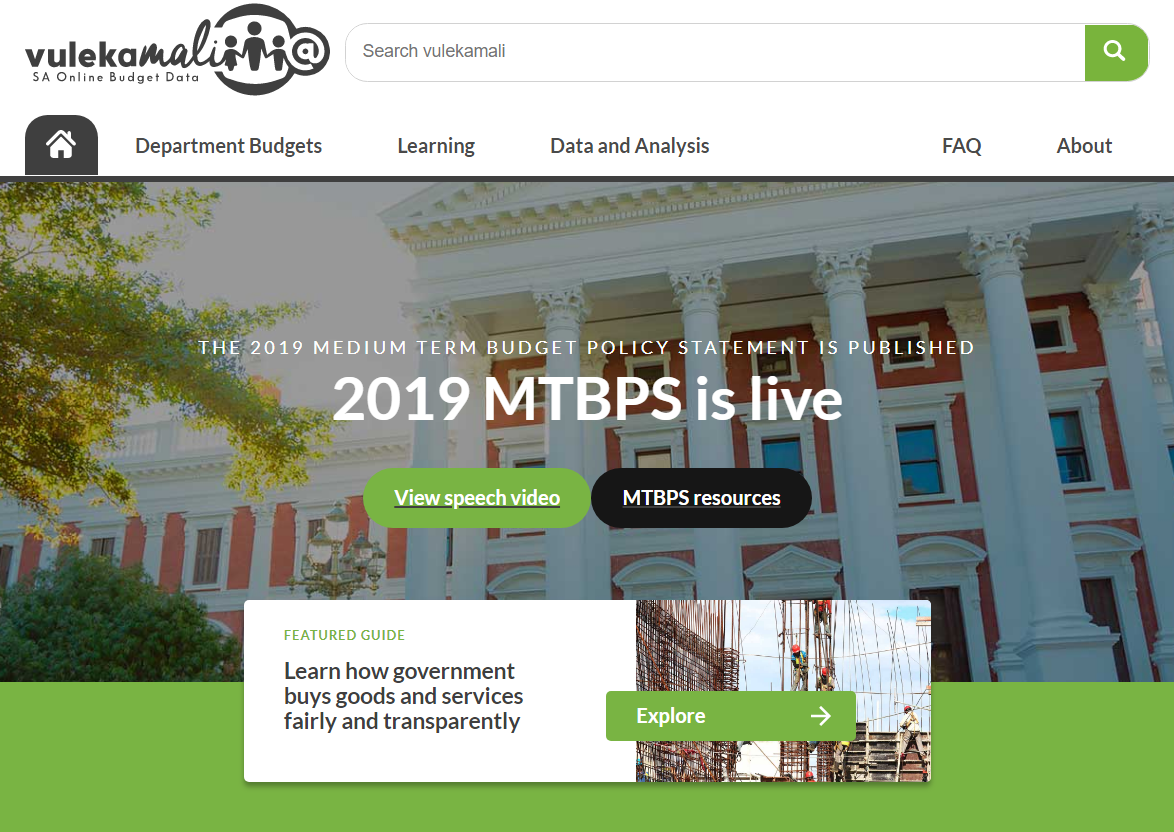 vulekamali
SA Online Budget Data
Search vulekamali
Department Budgets
Learning
Data and Analysis
FAQ
About
THE 2019 MEDIUM TERM BUDGET POLICY STATEMENT IS PUBLISHED
2019 MTBPS is live
View speech video
MTBPS resources
FEATURED GUIDE
Learn how government
buys goods and services
fairly and transparently
Explore